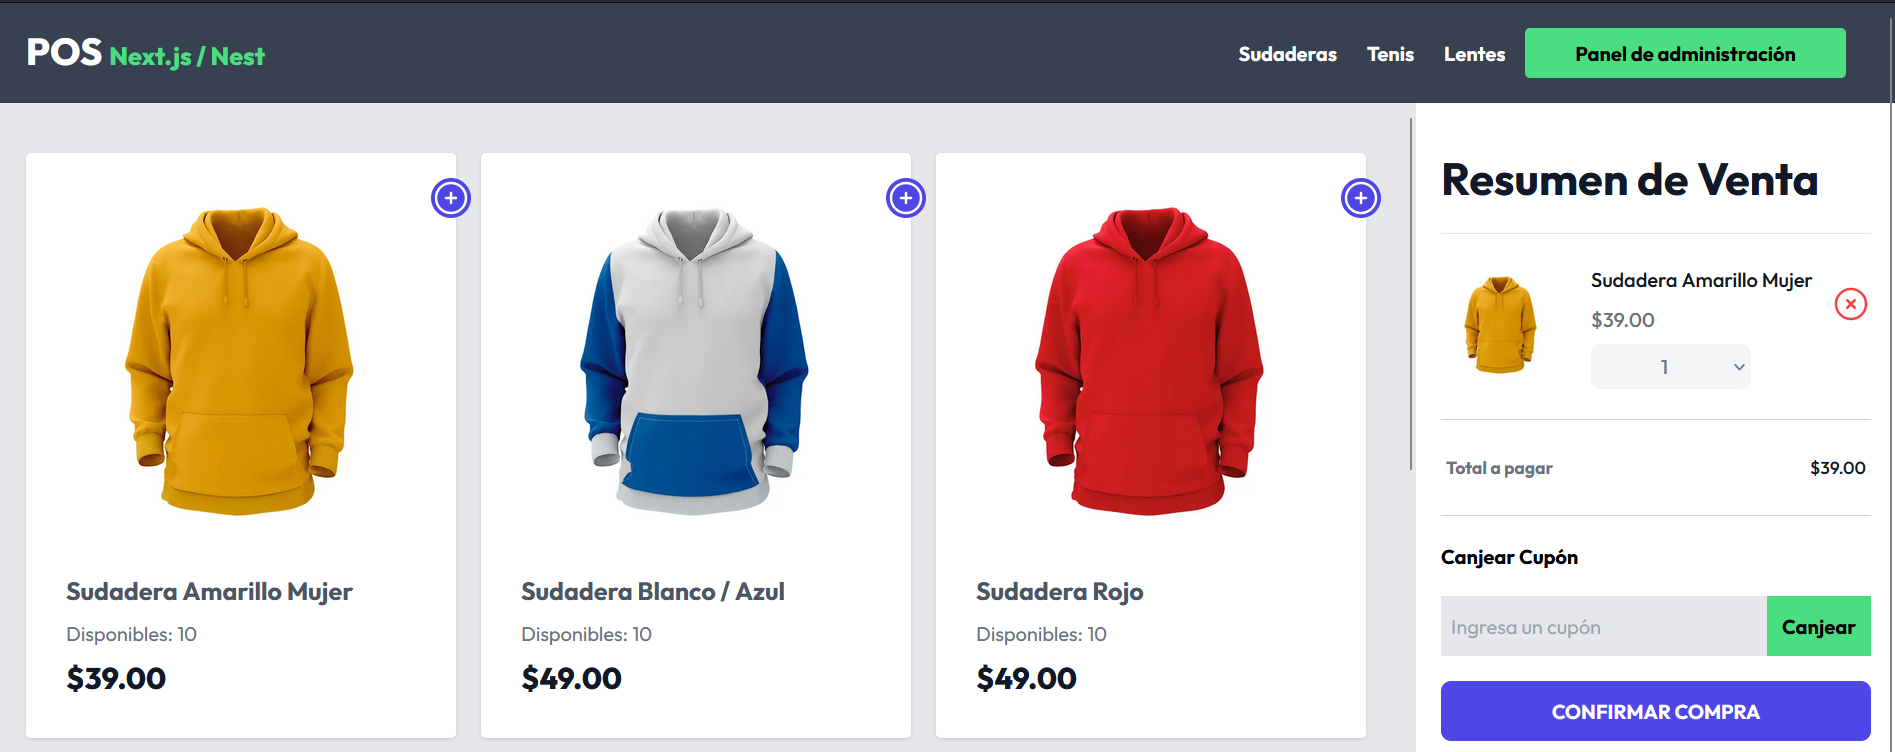 POS Next.js / Nest
Sudaderas Tenis Lentes Panel de administración
Sudadera Amarillo Mujer
Disponibles: 10
$39.00
Sudadera Blanco / Azul
Disponibles: 10
$49.00
Sudadera Rojo
Disponibles: 10
$49.00
Resumen de Venta
Sudadera Amarillo Mujer
$39.00
1
Total a pagar $39.00
Canjear Cupón
Ingresa un cupón Canjear
CONFIRMAR COMPRA